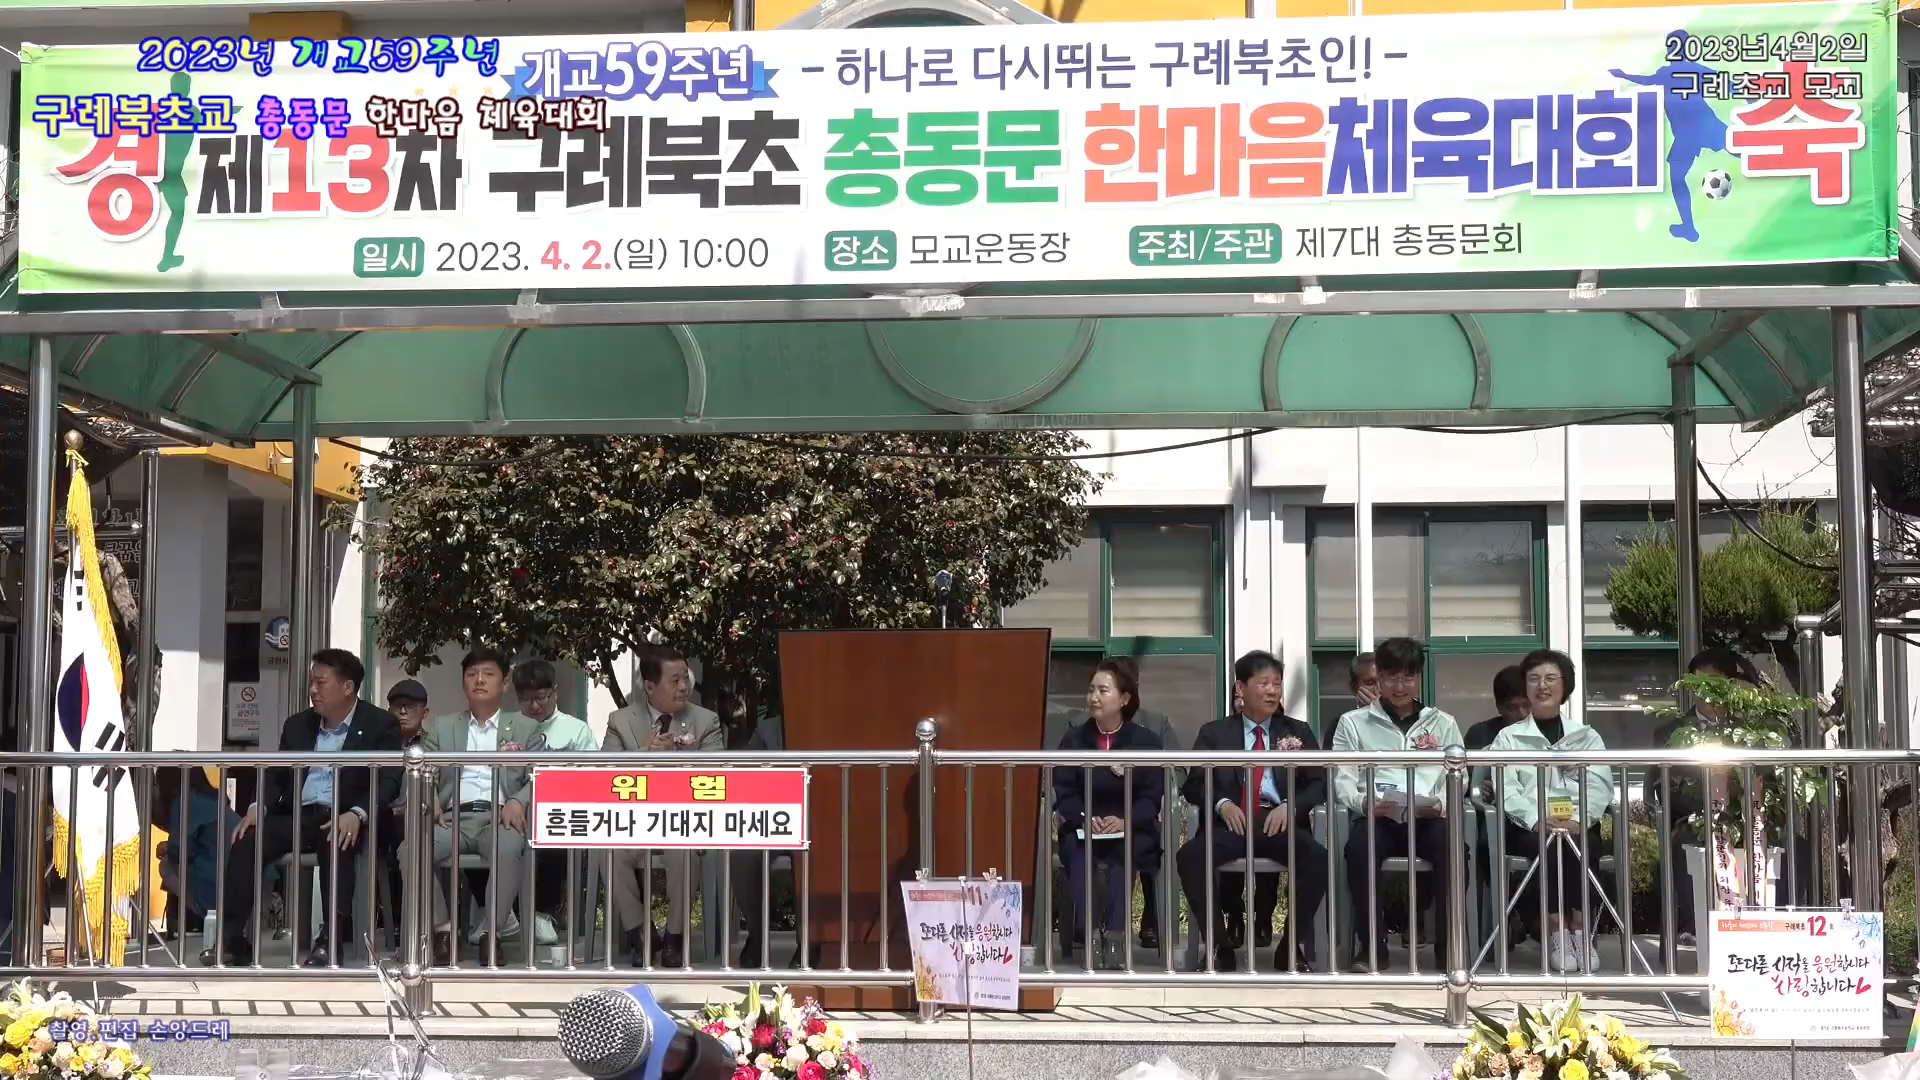 2023년 개교59주년
구례북초교 총동문 한마음 체육대회
2023년4월2일
구례초교 모교
개교59주년 - 하나로 다시뛰는 구례북초인! -
경 제13차 구례북초 총동문 한마음체육대회 축
일시 2023. 4. 2.(일) 10:00 장소 모교운동장 주최/주관 제7대 총동문회
위 험
흔들거나 기대지 마세요
11
또다른 시작을 응원합니다
사랑합니다
구례북초 12
또다른 시작을 응원합니다
사랑합니다
촬영.편집 손앙드레